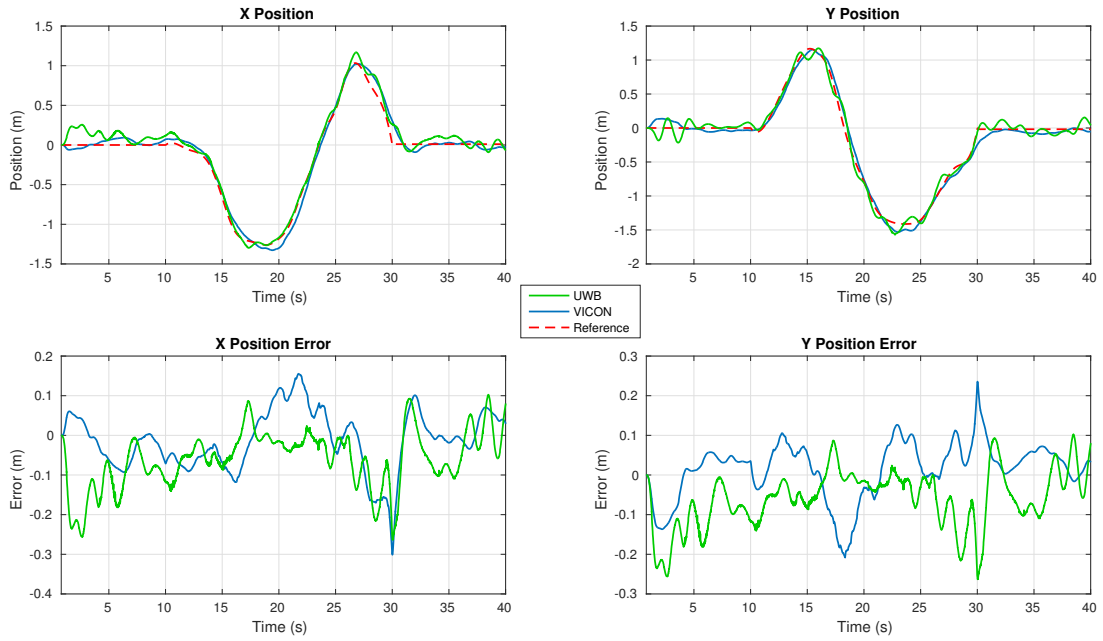 X Position
1.5
1
0.5
0
-0.5
-1
-1.5
Position (m)
5 10 15 20 25 30 35 40
Time (s)
Y Position
2
1.5
1
0.5
0
-0.5
-1
-1.5
-2
Position (m)
5 10 15 20 25 30 35 40
Time (s)
UWB
VICON
Reference
X Position Error
0.2
0.1
0
-0.1
-0.2
-0.3
-0.4
Error (m)
5 10 15 20 25 30 35 40
Time (s)
Y Position Error
0.3
0.2
0.1
0
-0.1
-0.2
-0.3
Error (m)
5 10 15 20 25 30 35 40
Time (s)